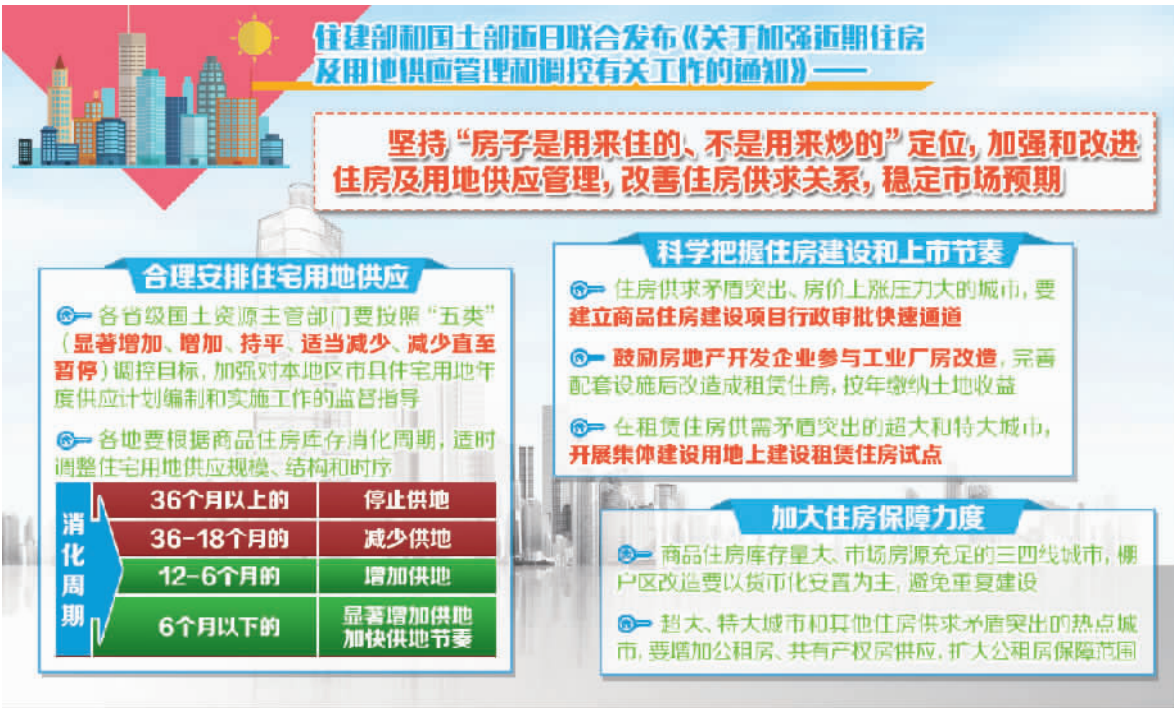 住建部和国土部近日联合发布《关于加强近期住房
及用地供应管理和调控有关工作的通知》——
坚持“房子是用来住的、不是用来炒的”定位,加强和改进
住房及用地供应管理,改善住房供求关系,稳定市场预期
合理安排住宅用地供应
各省级国土资源主管部门要按照“五类”
(显著增加、增加、持平、适当减少、减少直至
暂停)调控目标,加强对本地区市县住宅用地年
度供应计划编制和实施工作的监督指导
各地要根据商品住房库存消化周期,适时
调整住宅用地供应规模、结构和时序
消化周期
36个月以上的 停止供地
36-18个月的 减少供地
12-6个月的 增加供地
6个月以下的 显著增加供地
加快供地节奏
科学把握住房建设和上市节奏
住房供求矛盾突出、房价上涨压力大的城市,要
建立商品住房建设项目行政审批快速通道
鼓励房地产开发企业参与工业厂房改造,完善
配套设施后改造成租赁住房,按年缴纳土地收益
在租赁住房供需矛盾突出的超大和特大城市,
开展集体建设用地上建设租赁住房试点
加大住房保障力度
商品住房库存量大、市场房源充足的三四线城市,棚
户区改造要以货币化安置为主,避免重复建设
超大、特大城市和其他住房供求矛盾突出的热点城
市,要增加公租房、共有产权房供应,扩大公租房保障范围